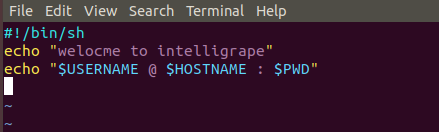 File Edit View Search Terminal Help
#!/bin/sh
echo "welocme to intelligrape"
echo "$USERNAME @ $HOSTNAME : $PWD"
~
~